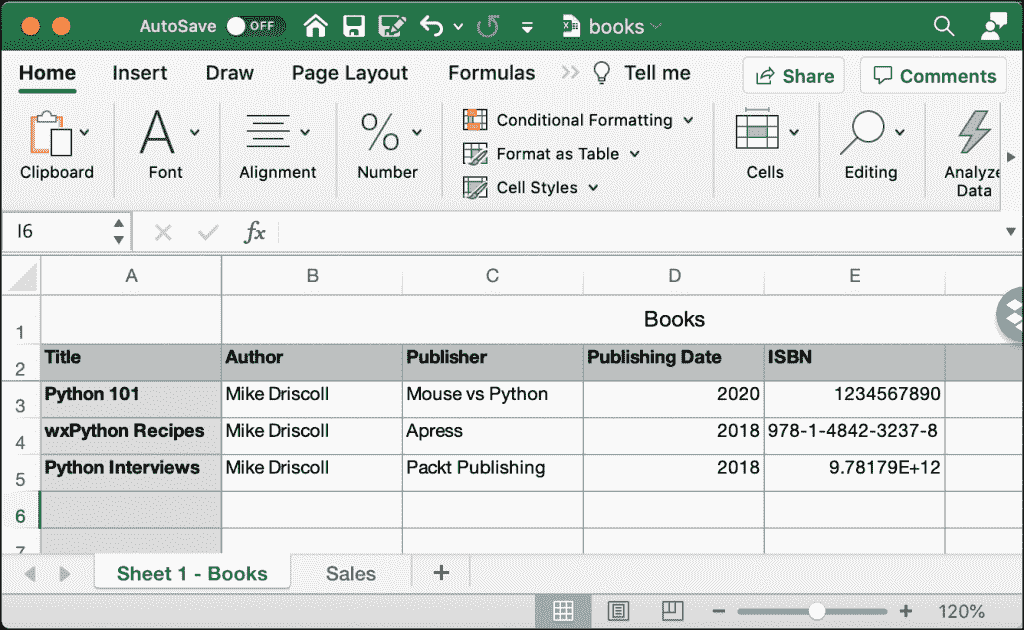 AutoSave OFF books
Home Insert Draw Page Layout Formulas Tell me Share Comments
Clipboard Font Alignment Number
Conditional Formatting
Format as Table
Cell Styles
Cells Editing Analyze
Data
I6 fx
A B C D E
1 Books
2 Title Author Publisher Publishing Date ISBN
3 Python 101 Mike Driscoll Mouse vs Python 2020 1234567890
4 wxPython Recipes Mike Driscoll Apress 2018 978-1-4842-3237-8
5 Python Interviews Mike Driscoll Packt Publishing 2018 9.78179E+12
6
7
Sheet 1 - Books Sales +
120%